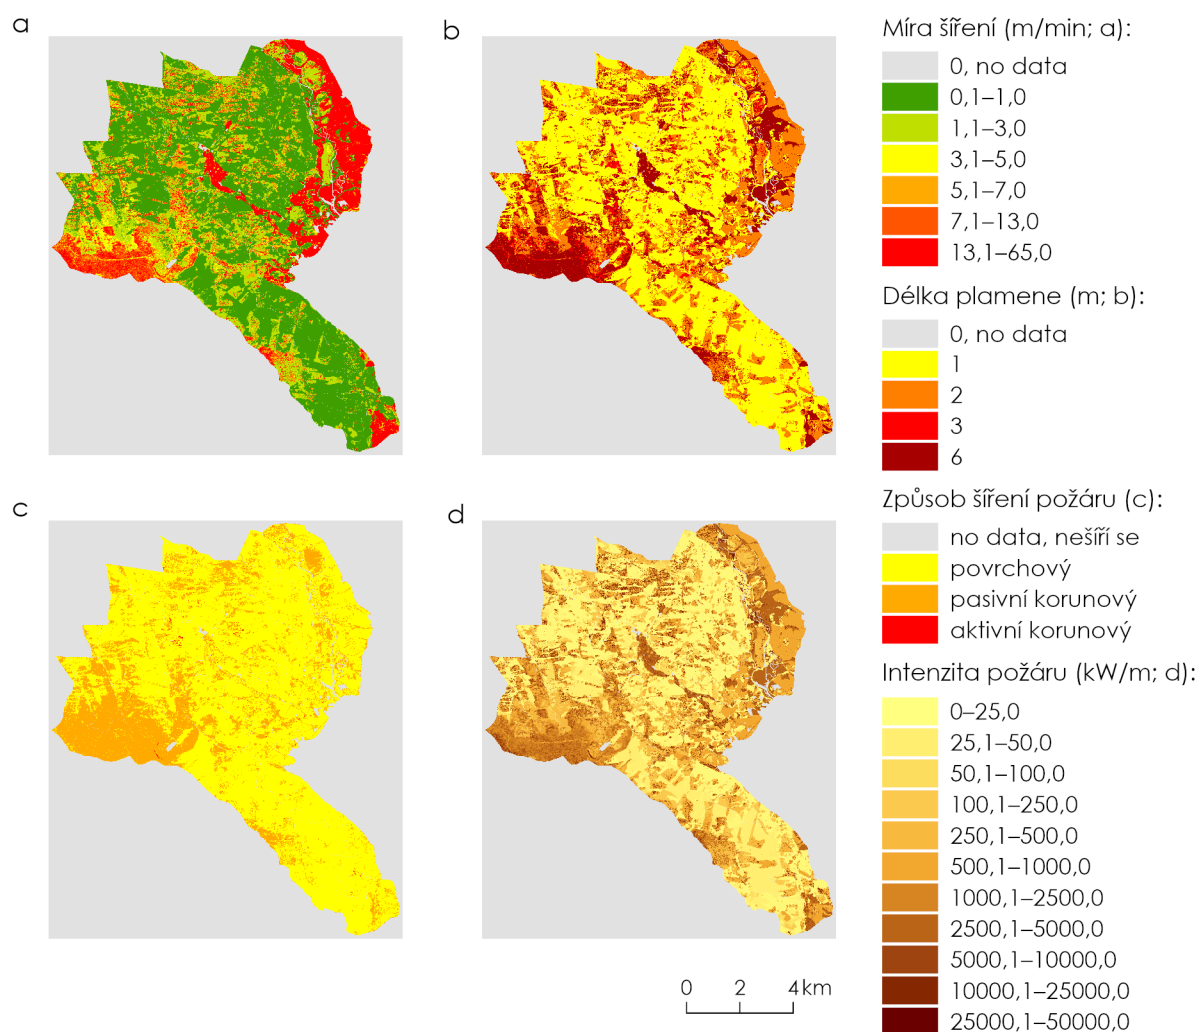 a
b
Míra šíření (m/min; a):
0, no data
0,1–1,0
1,1–3,0
3,1–5,0
5,1–7,0
7,1–13,0
13,1–65,0
Délka plamene (m; b):
0, no data
1
2
3
6
c
d
Způsob šíření požáru (c):
no data, nešíří se
povrchový
pasivní korunový
aktivní korunový
Intenzita požáru (kW/m; d):
0–25,0
25,1–50,0
50,1–100,0
100,1–250,0
250,1–500,0
500,1–1000,0
1000,1–2500,0
2500,1–5000,0
5000,1–10000,0
10000,1–25000,0
25000,1–50000,0
0 2 4 km